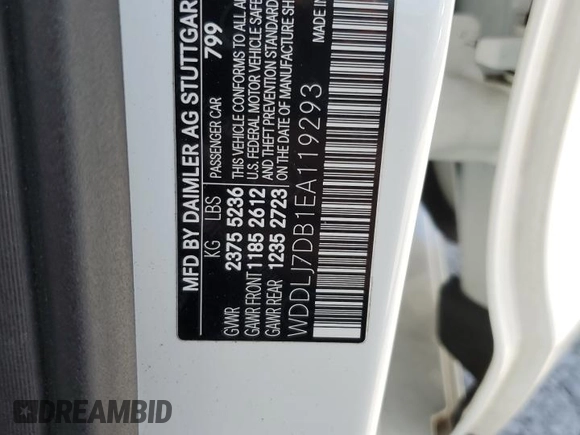 MFD BY DAIMLER AG STUTTGAR
799
KG LBS PASSENGER CAR
GVWR 2375 5236 THIS VEHICLE CONFORMS TO A
GAWR FRONT 1185 2612 U.S. FEDERAL MOTOR VEHICLE SAFE
GAWR REAR 1235 2723 AND THEFT PREVENTION STANDARD
ON THE DATE OF MANUFACTURE S
WDDLJ7DB1EA119293
MADE IN
DREAMBID